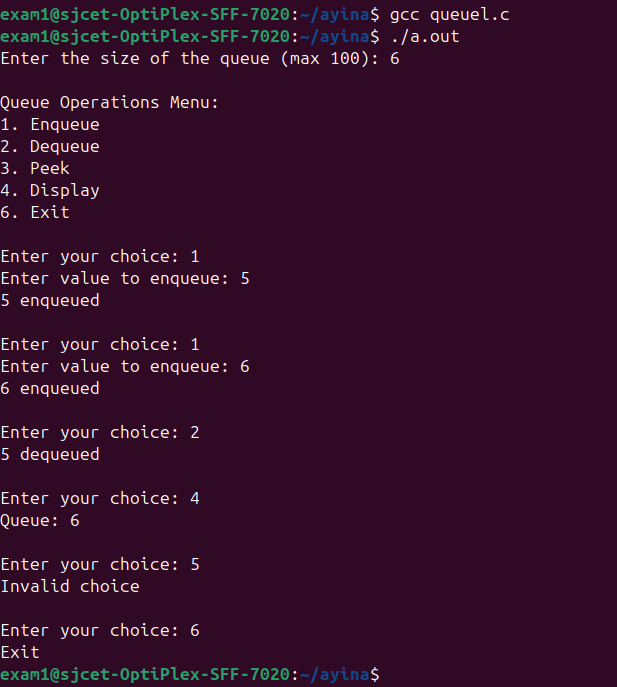 exam1@sjcet-OptiPlex-SFF-7020:~/ayina$ gcc queuel.c
exam1@sjcet-OptiPlex-SFF-7020:~/ayina$ ./a.out
Enter the size of the queue (max 100): 6

Queue Operations Menu:
1. Enqueue
2. Dequeue
3. Peek
4. Display
6. Exit

Enter your choice: 1
Enter value to enqueue: 5
5 enqueued

Enter your choice: 1
Enter value to enqueue: 6
6 enqueued

Enter your choice: 2
5 dequeued

Enter your choice: 4
Queue: 6

Enter your choice: 5
Invalid choice

Enter your choice: 6
Exit
exam1@sjcet-OptiPlex-SFF-7020:~/ayina$